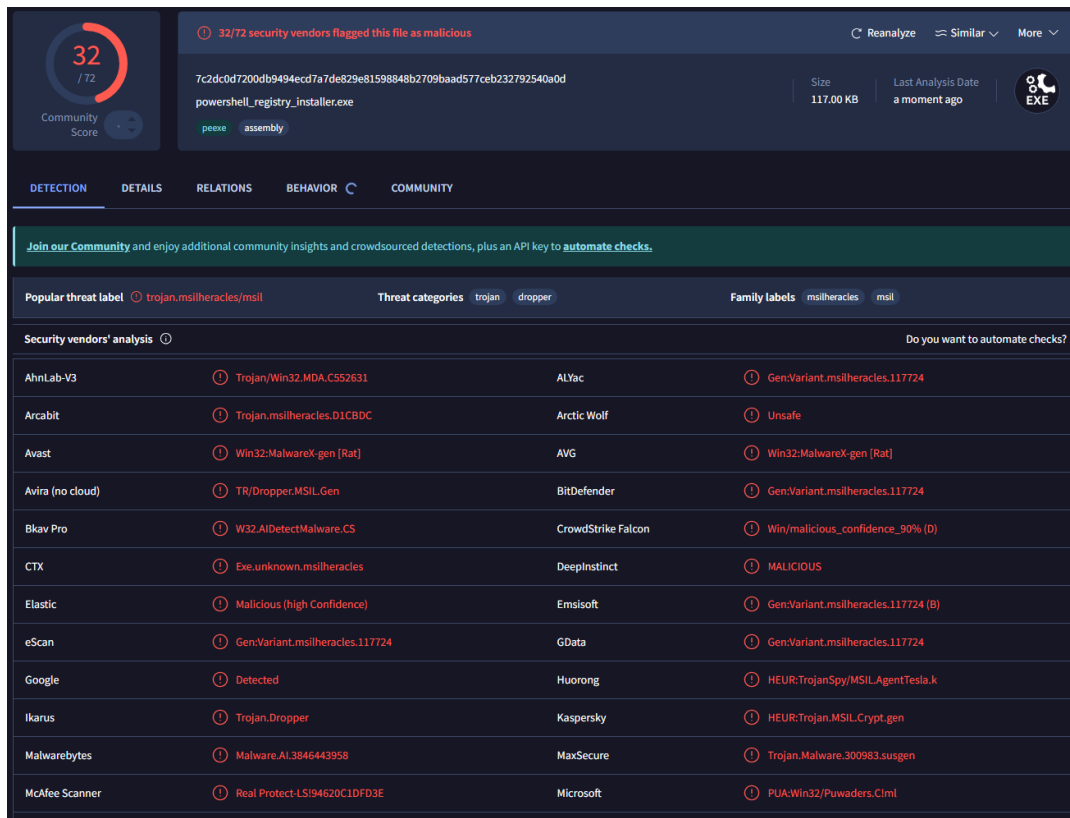 32
/ 72
Community
Score
32/72 security vendors flagged this file as malicious
Reanalyze
Similar
More
7c2dc0d7200db9494ecd7a7de829e81598848b2709baad577ceb232792540a0d
powershell_registry_installer.exe
peexe
assembly
Size
117.00 KB
Last Analysis Date
a moment ago
EXE
DETECTION
DETAILS
RELATIONS
BEHAVIOR
COMMUNITY
Join our Community and enjoy additional community insights and crowdsourced detections, plus an API key to automate checks.
Popular threat label trojan.msilheracles/msil
Threat categories trojan dropper
Family labels msilheracles msil
Security vendors' analysis
Do you want to automate checks?
AhnLab-V3 Trojan/Win32.MDA.C552631 ALYac Gen:Variant.msilheracles.117724
Arcabit Trojan.msilheracles.D1CBDC Arctic Wolf Unsafe
Avast Win32:MalwareX-gen [Rat] AVG Win32:MalwareX-gen [Rat]
Avira (no cloud) TR/Dropper.MSIL.Gen BitDefender Gen:Variant.msilheracles.117724
Bkav Pro W32.AIDetectMalware.CS CrowdStrike Falcon Win/malicious_confidence_90% (D)
CTX Exe.unknown.msilheracles DeepInstinct MALICIOUS
Elastic Malicious (high Confidence) Emsisoft Gen:Variant.msilheracles.117724 (B)
eScan Gen:Variant.msilheracles.117724 GData Gen:Variant.msilheracles.117724
Google Detected Huorong HEUR:TrojanSpy/MSIL.AgentTesla.k
Ikarus Trojan.Dropper Kaspersky HEUR:Trojan.MSIL.Crypt.gen
Malwarebytes Malware.AI.3846443958 MaxSecure Trojan.Malware.300983.susgen
McAfee Scanner Real Protect-LS!94620C1DFD3E Microsoft PUA:Win32/Puwaders.C!ml